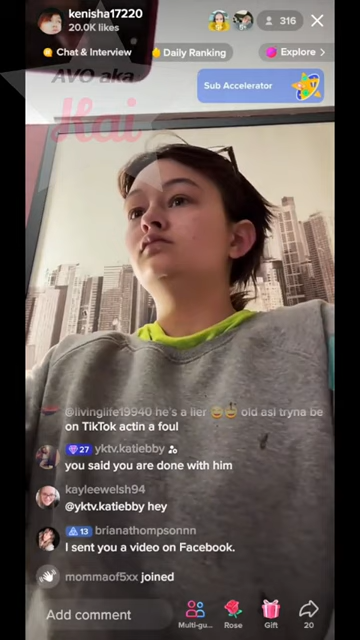 kenisha17220
20.0K likes
316
Chat & Interview
Daily Ranking
Explore >
AVO aka
Hai
Sub Accelerator
@livinglife19940 he's a lier 😂✌️ old asl tryna be
on TikTok actin a foul
27 yktv.katiebby
you said you are done with him
kayleewelsh94
@yktv.katiebby hey
13 brianathompsonnn
I sent you a video on Facebook.
mommaof5xx joined
Add comment
Multi-gu...
Rose
Gift
20